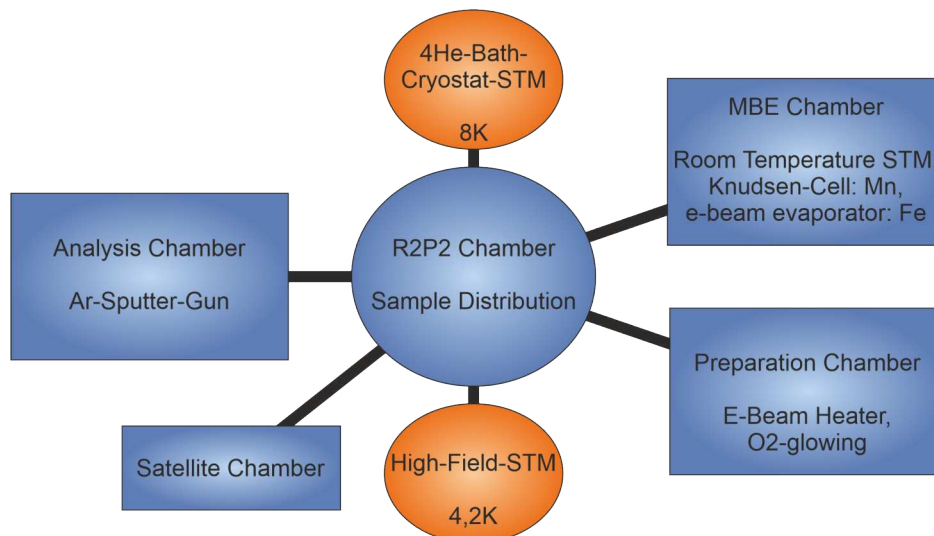 4He-Bath-
Cryostat-STM
8K
MBE Chamber
Room Temperature STM
Knudsen-Cell: Mn,
e-beam evaporator: Fe
Analysis Chamber
Ar-Sputter-Gun
R2P2 Chamber
Sample Distribution
Preparation Chamber
E-Beam Heater,
O2-glowing
Satellite Chamber
High-Field-STM
4,2K